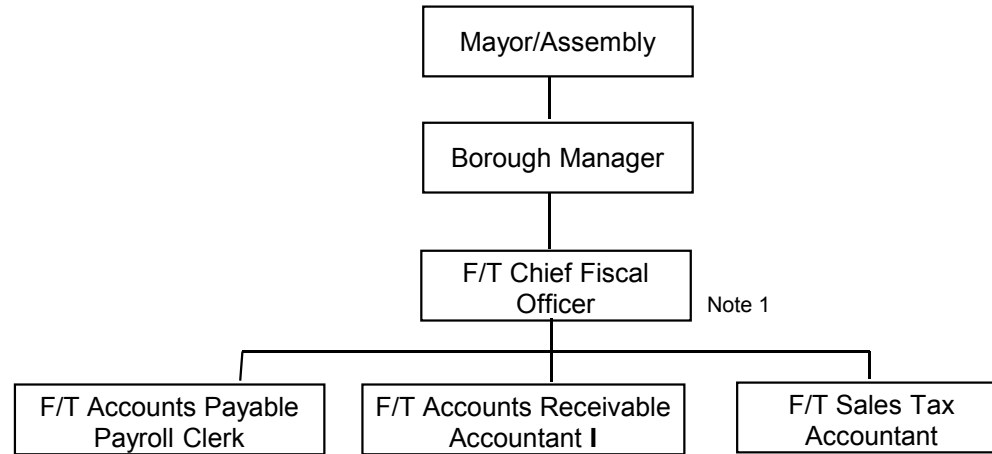 Mayor/Assembly
Borough Manager
F/T Chief Fiscal
Officer
Note 1
F/T Accounts Payable
Payroll Clerk
F/T Accounts Receivable
Accountant I
F/T Sales Tax
Accountant